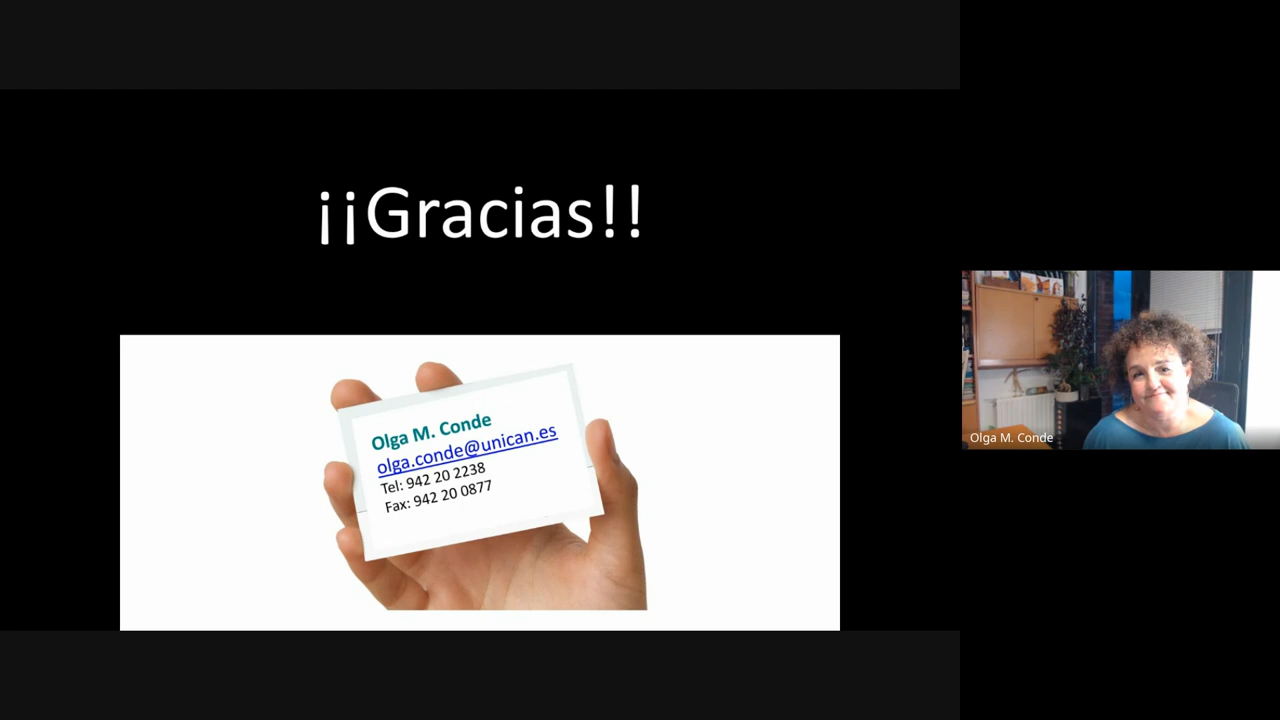 ¡¡Gracias!!
Olga M. Conde
olga.conde@unican.es
Tel: 942 20 2238
Fax: 942 20 0877
Olga M. Conde